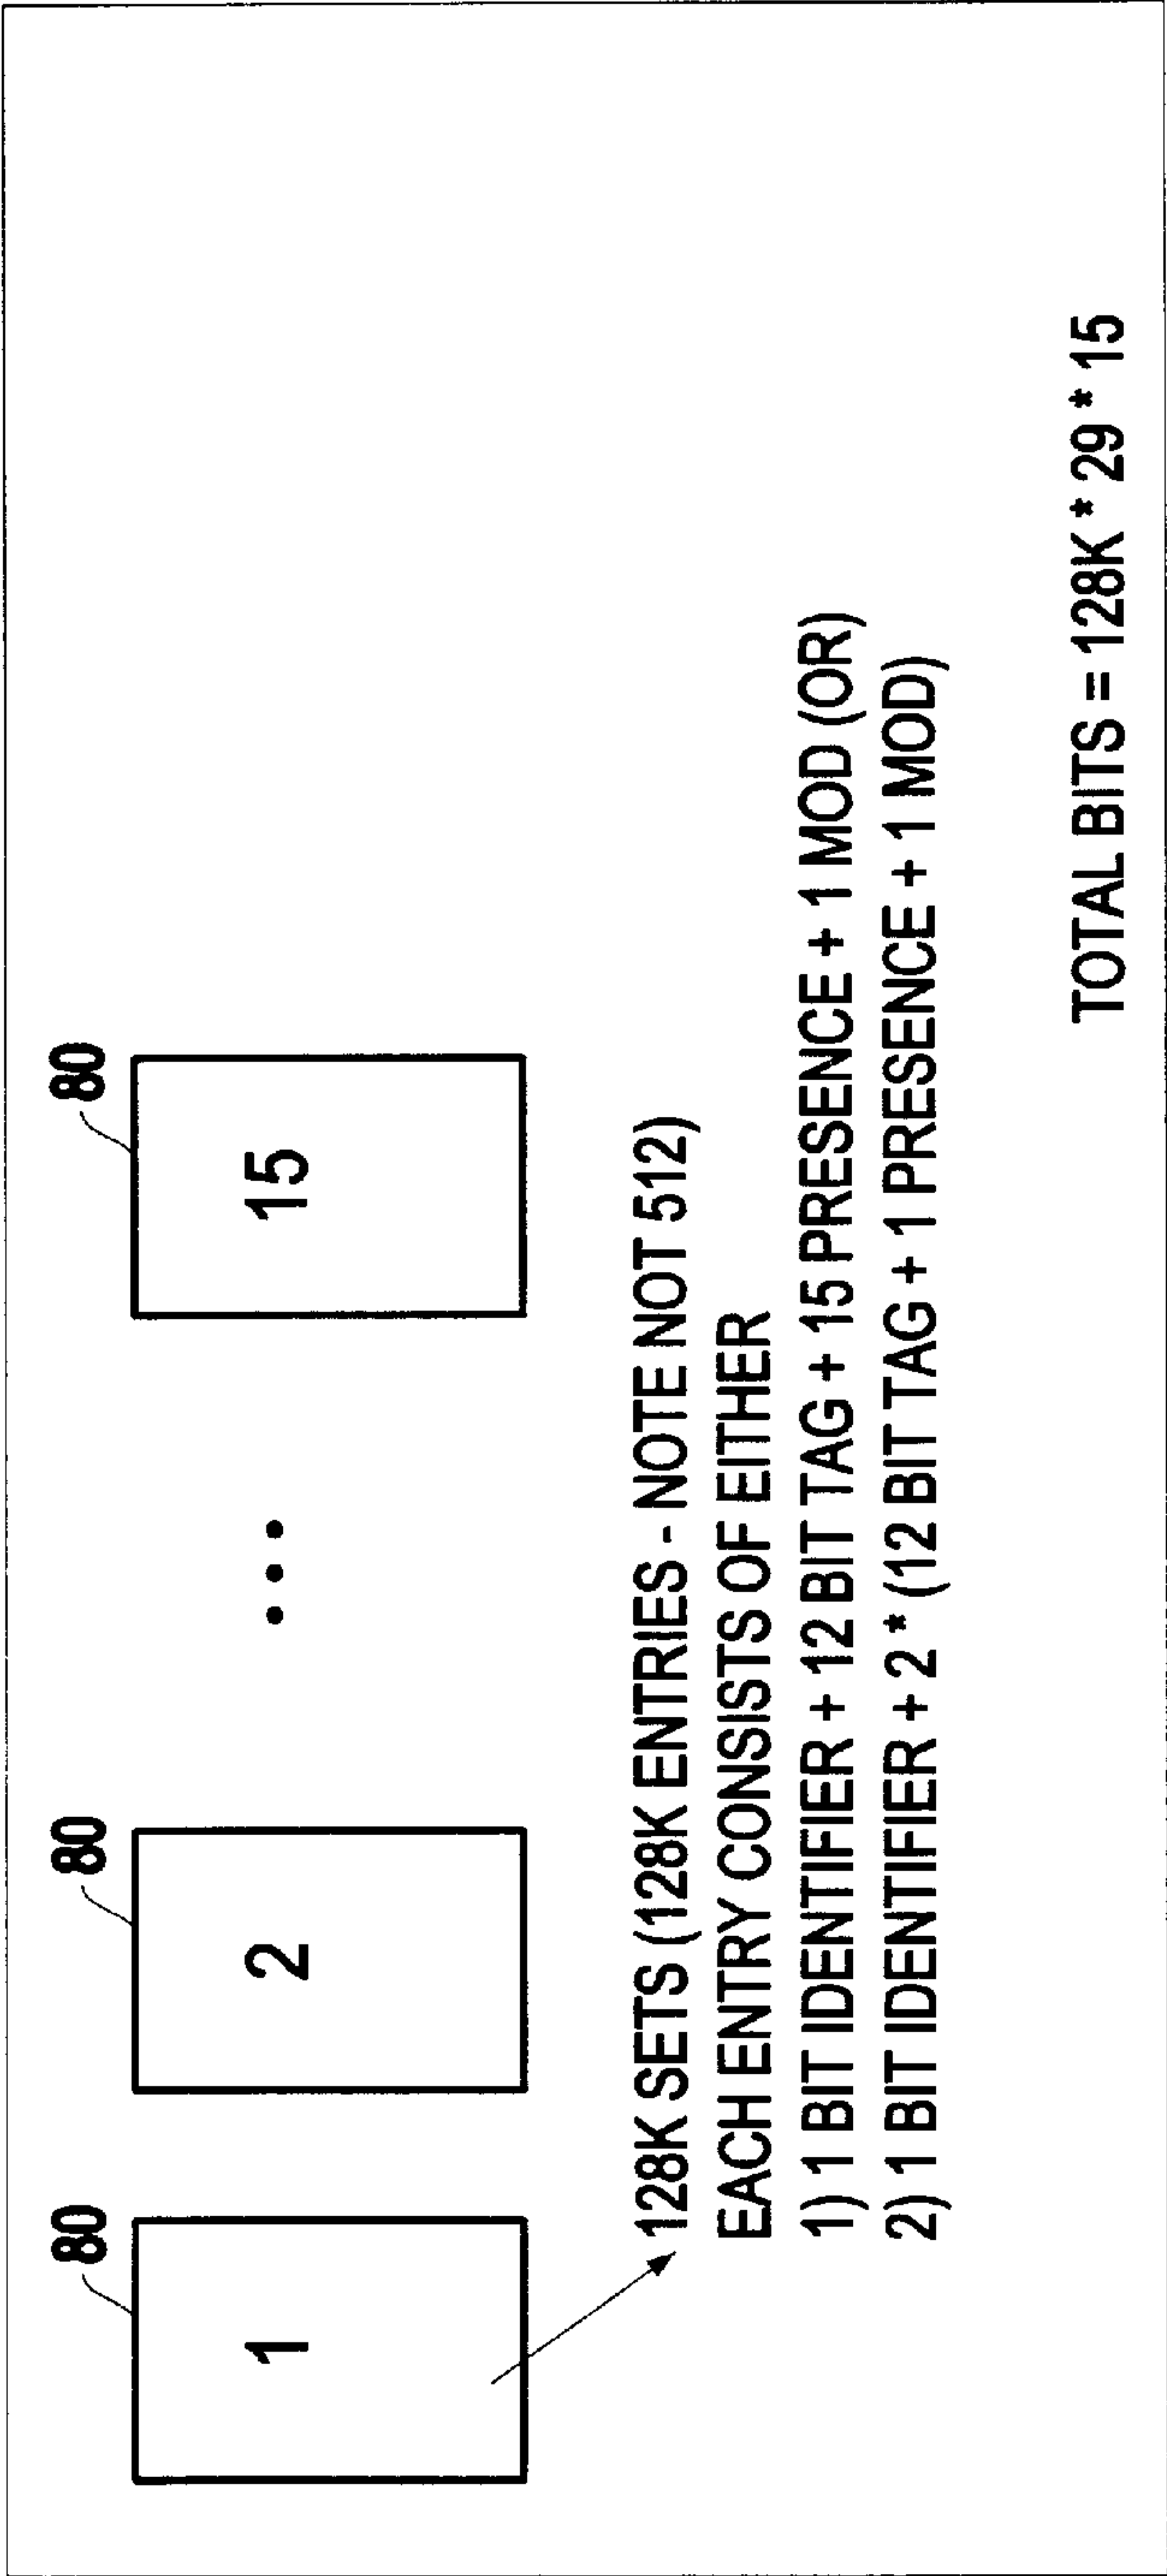 80 80 80
1 2 ••• 15
128K SETS (128K ENTRIES - NOTE NOT 512)
EACH ENTRY CONSISTS OF EITHER
1) 1 BIT IDENTIFIER + 12 BIT TAG + 15 PRESENCE + 1 MOD (OR)
2) 1 BIT IDENTIFIER + 2 * (12 BIT TAG + 1 PRESENCE + 1 MOD)
TOTAL BITS = 128K * 29 * 15